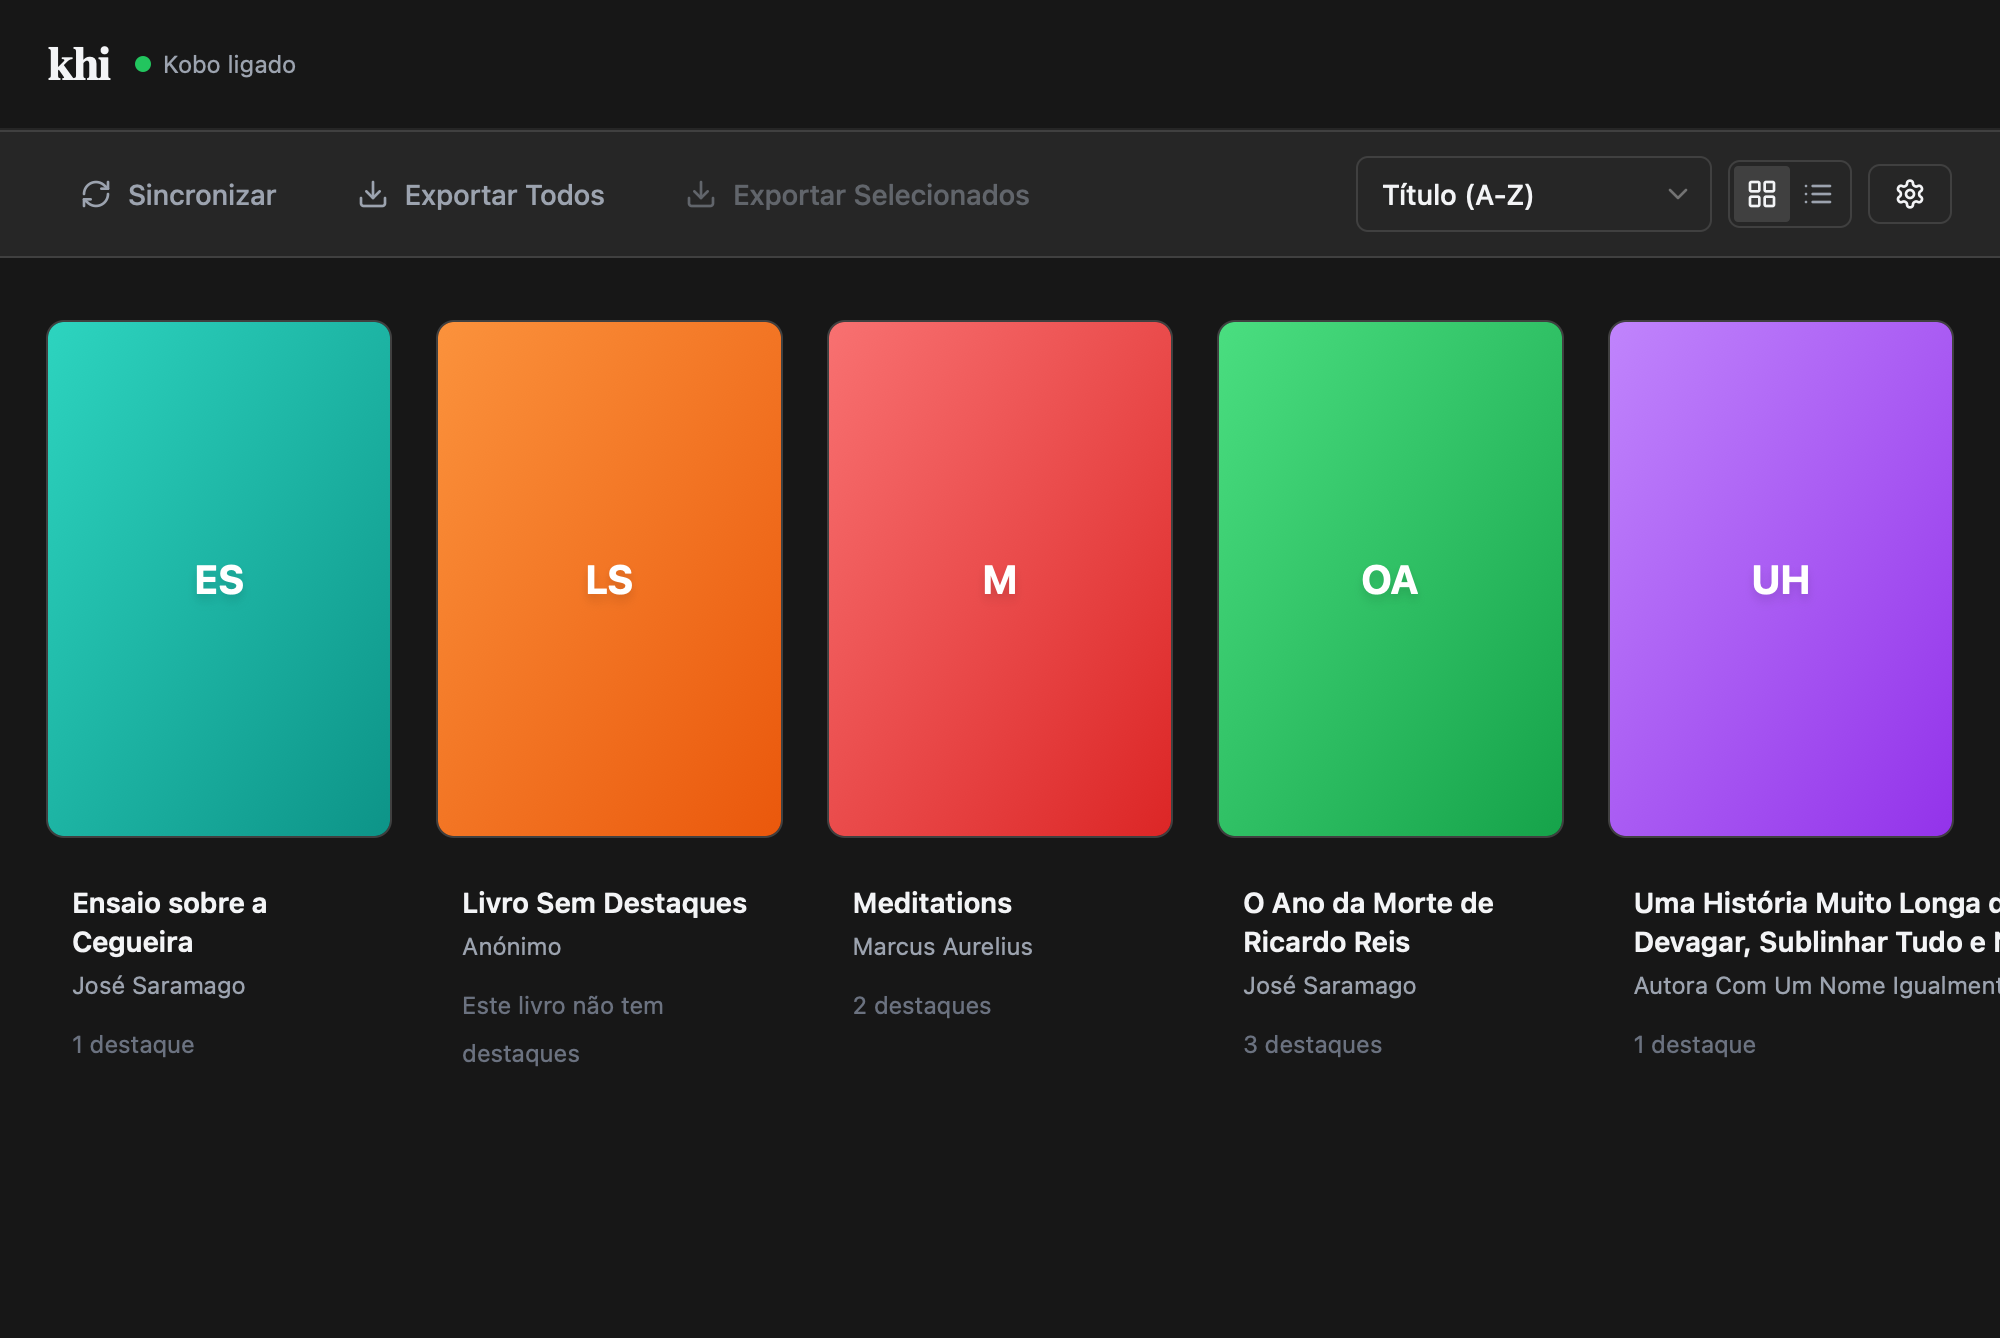 khi
Kobo ligado
Sincronizar
Exportar Todos
Exportar Selecionados
Título (A-Z)
ES
LS
M
OA
UH
Ensaio sobre a
Cegueira
José Saramago
1 destaque
Livro Sem Destaques
Anónimo
Este livro não tem
destaques
Meditations
Marcus Aurelius
2 destaques
O Ano da Morte de
Ricardo Reis
José Saramago
3 destaques
Uma História Muito Longa
Devagar, Sublinhar Tudo e
Autora Com Um Nome
1 destaque